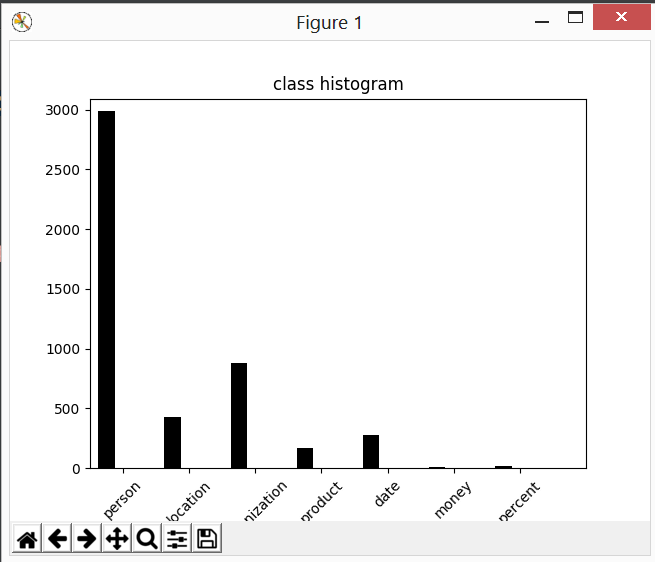 Figure 1
class histogram
3000
2500
2000
1500
1000
500
0
person
location
nization
product
date
money
percent